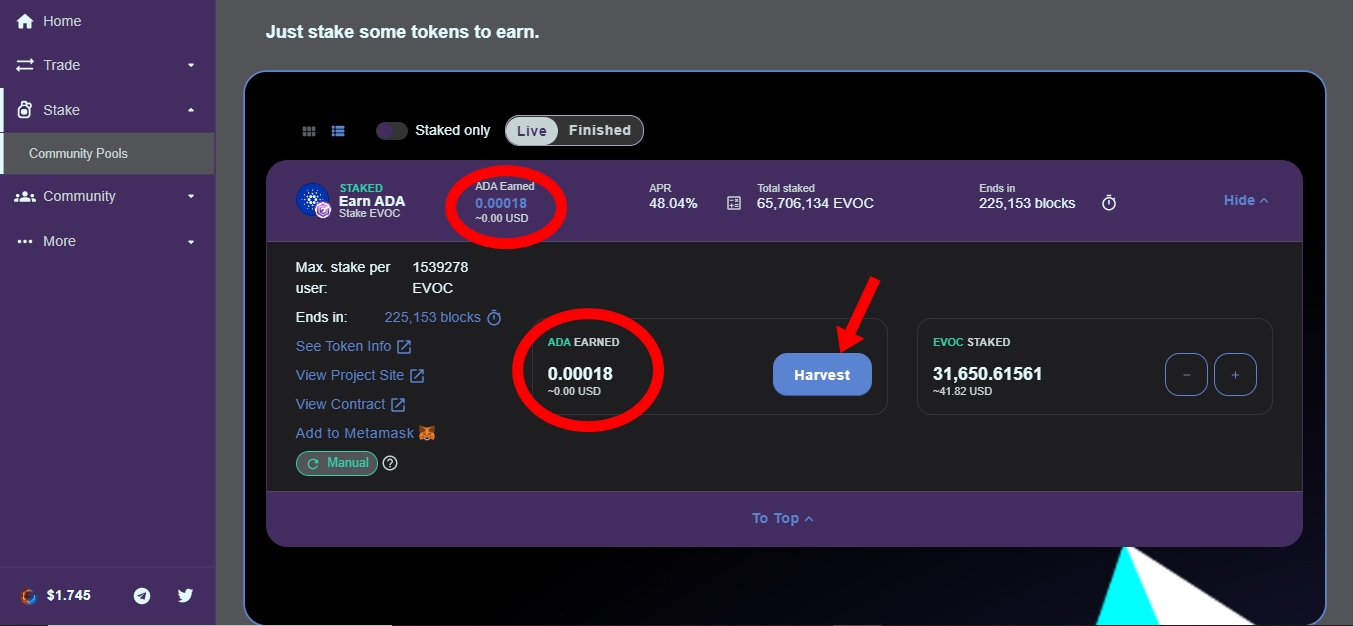 Home
Trade
Stake
Community Pools
Community
More
$1.745
Just stake some tokens to earn.
Staked only
Live
Finished
STAKED
Earn ADA
Stake EVOC
ADA Earned
0.00018
~0.00 USD
APR
48.04%
Total staked
65,706,134 EVOC
Ends in
225,153 blocks
Hide
Max. stake per user:
1539278 EVOC
Ends in:
225,153 blocks
See Token Info
View Project Site
View Contract
Add to Metamask
Manual
ADA EARNED
0.00018
~0.00 USD
Harvest
EVOC STAKED
31,650.61561
~41.82 USD
−
+
To Top